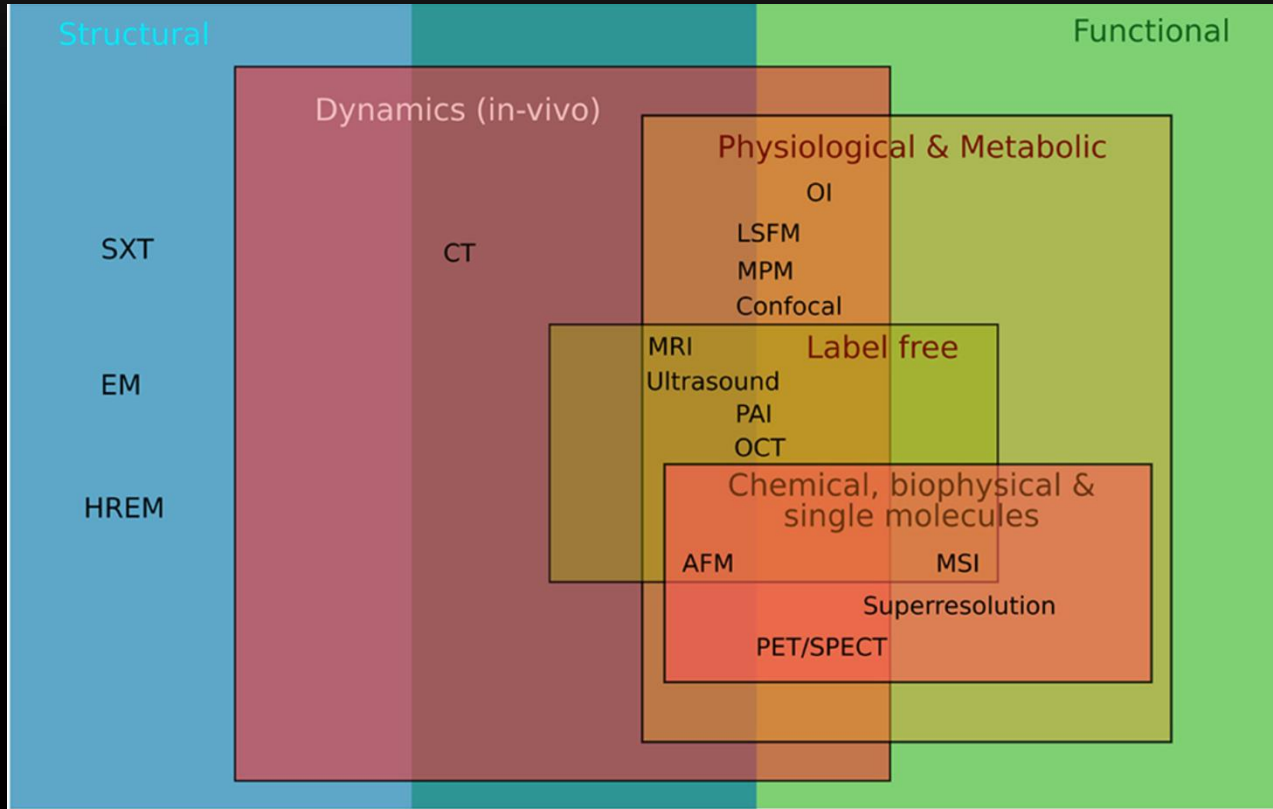 Structural
Functional
Dynamics (in-vivo)
Physiological & Metabolic
OI
LSFM
SXT
CT
MPM
Confocal
MRI
Label free
Ultrasound
EM
PAI
OCT
Chemical, biophysical &
single molecules
HREM
AFM
MSI
Superresolution
PET/SPECT